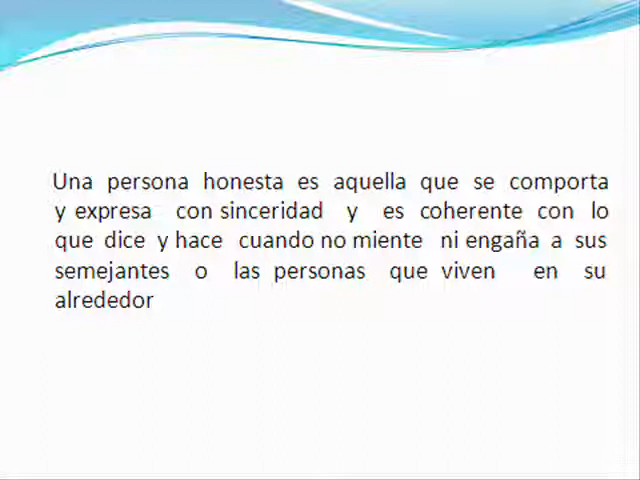 Una persona honesta es aquella que se comporta
y expresa con sinceridad y es coherente con lo
que dice y hace cuando no miente ni engaña a sus
semejantes o las personas que viven en su
alrededor